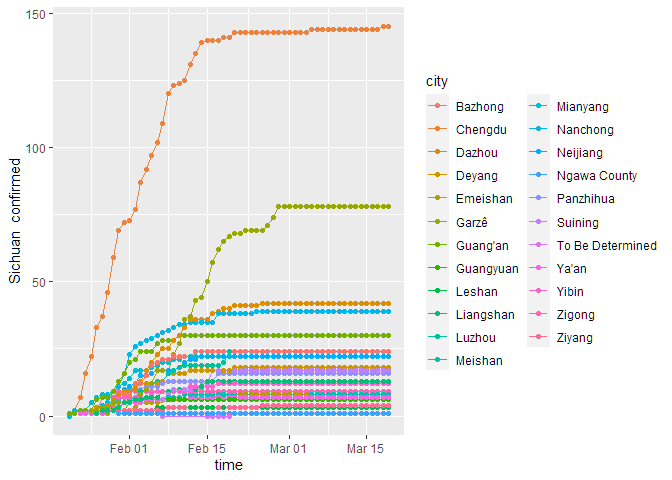 150
100
50
0
Sichuan confirmed
Feb 01
Feb 15
Mar 01
Mar 15
time
city
Bazhong
Chengdu
Dazhou
Deyang
Emeishan
Garzê
Guang'an
Guangyuan
Leshan
Liangshan
Luzhou
Meishan
Mianyang
Nanchong
Neijiang
Ngawa County
Panzhihua
Suining
To Be Determined
Ya'an
Yibin
Zigong
Ziyang